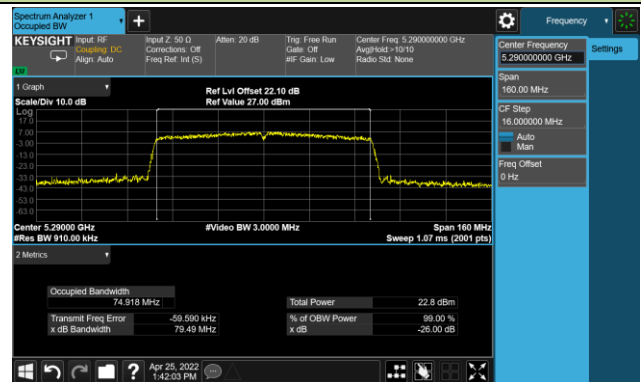 Spectrum Analyzer 1
Occupied BW
+
Frequency
KEYSIGHT
Input: RF
Coupling: DC
Align: Auto
Input Z: 50 Ω
Corrections: Off
Freq Ref: Int (S)
Atten: 20 dB
Trig: Free Run
Gate: Off
#IF Gain: Low
Center Freq: 5.290000000 GHz
Avg|Hold:>10/10
Radio Std: None
LW
1 Graph
Scale/Div 10.0 dB
Ref Lvl Offset 22.10 dB
Ref Value 27.00 dBm
Log
17.0
7.00
-3.00
-13.0
-23.0
-33.0
-43.0
-53.0
-63.0
Center 5.29000 GHz
#Res BW 910.00 kHz
#Video BW 3.0000 MHz
Span 160 MHz
Sweep 1.07 ms (2001 pts)
2 Metrics
Occupied Bandwidth
74.918 MHz
Transmit Freq Error -59.590 kHz
x dB Bandwidth 79.49 MHz
Total Power 22.8 dBm
% of OBW Power 99.00 %
x dB -26.00 dB
Center Frequency
5.290000000 GHz
Settings
Span
160.00 MHz
CF Step
16.000000 MHz
Auto
Man
Freq Offset
0 Hz
?
Apr 25, 2022
1:42:03 PM